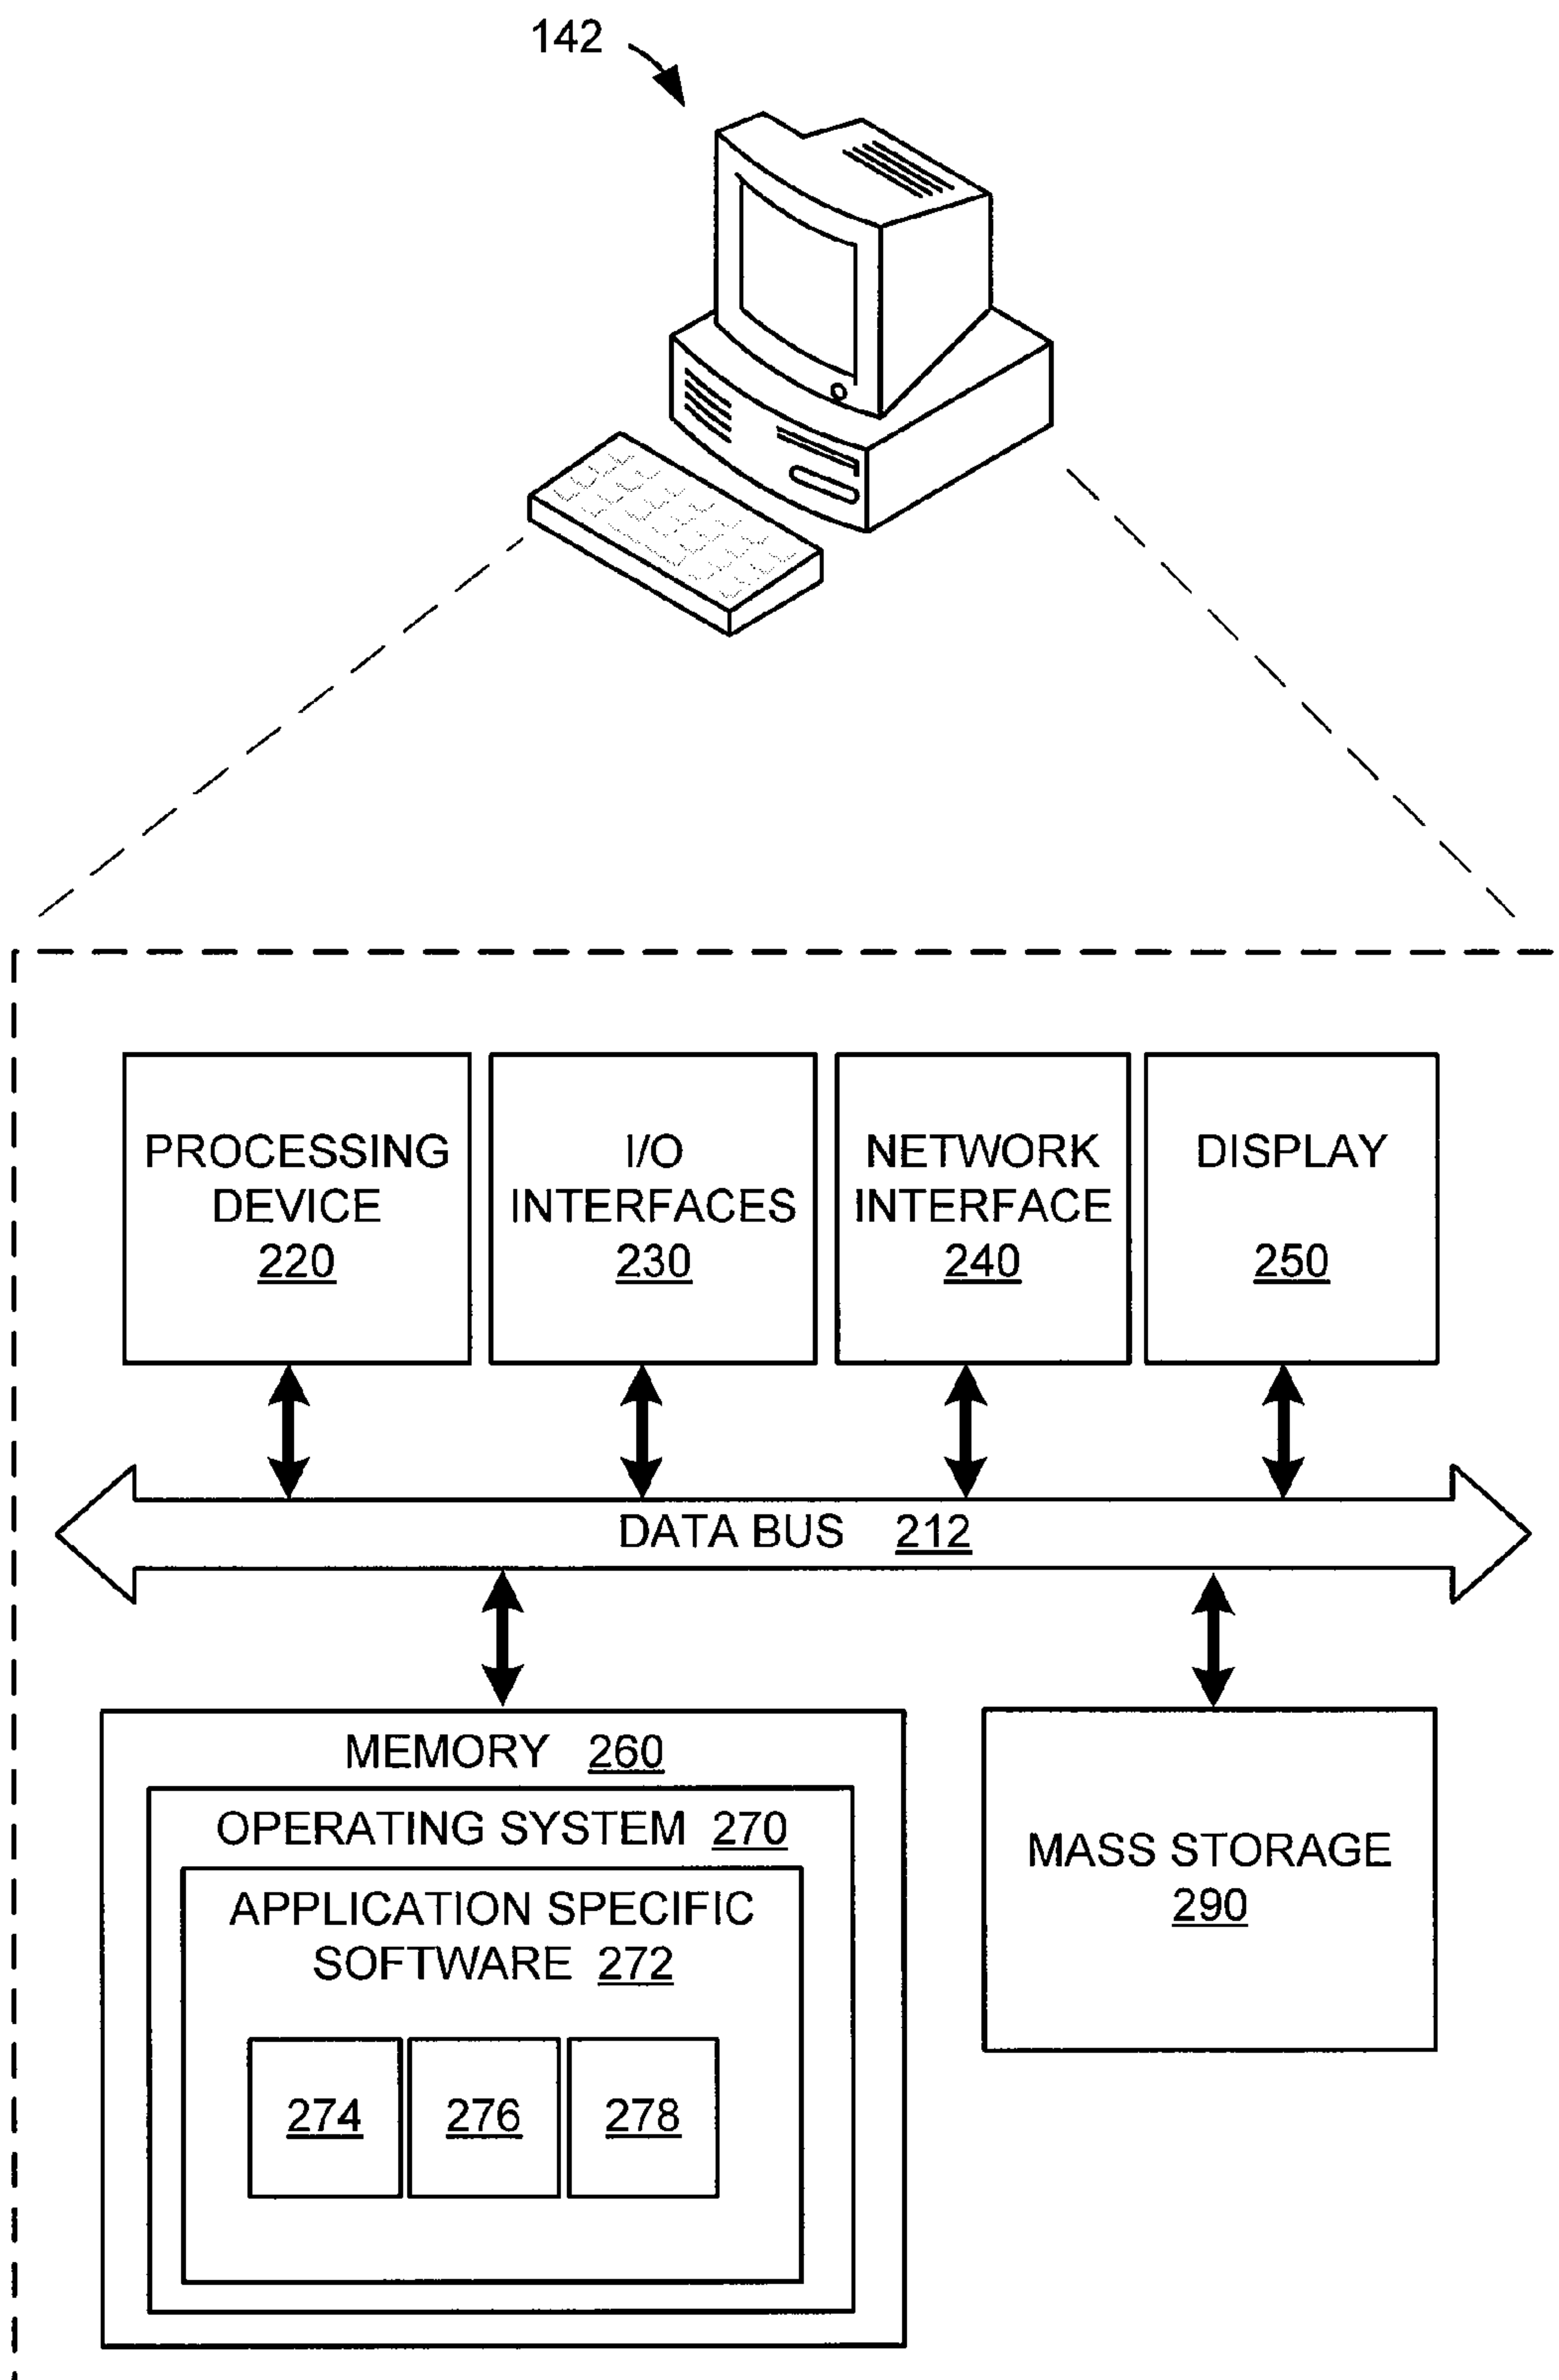 142
PROCESSING
DEVICE
220
I/O
INTERFACES
230
NETWORK
INTERFACE
240
DISPLAY
250
DATA BUS 212
MEMORY 260
OPERATING SYSTEM 270
APPLICATION SPECIFIC
SOFTWARE 272
274
276
278
MASS STORAGE
290